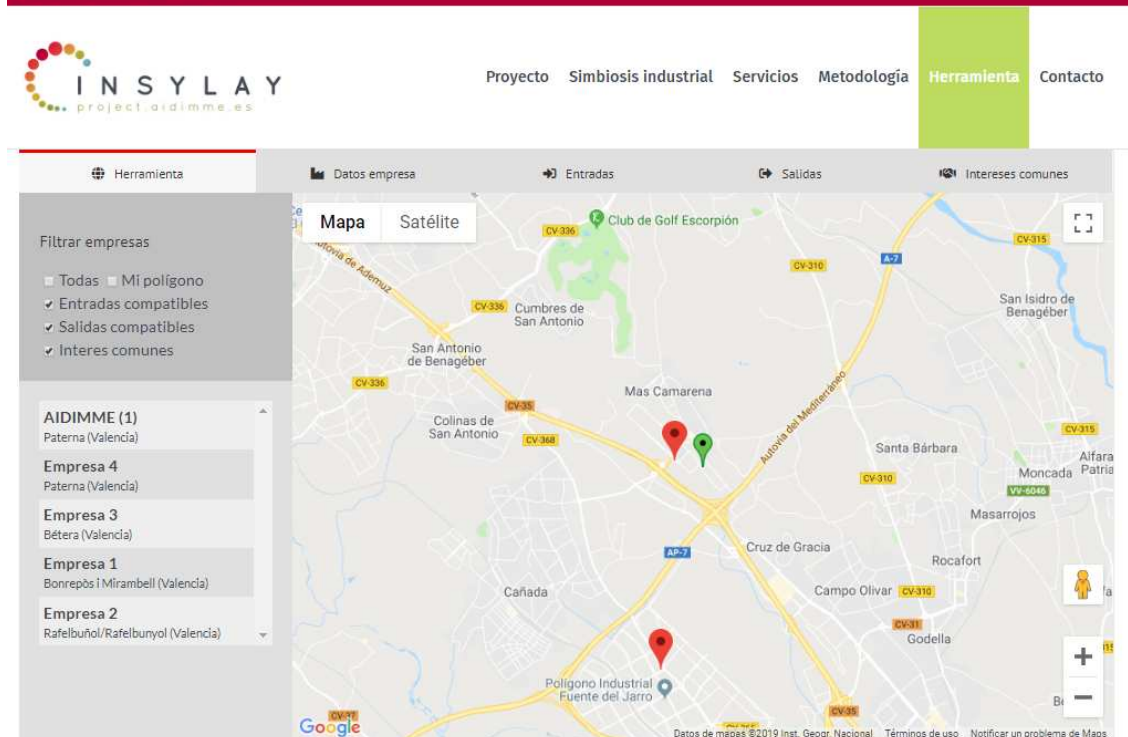 INSYLAY
project.aidimme.es
Proyecto Simbiosis industrial Servicios Metodología Herramienta Contacto
Herramienta Datos empresa Entradas Salidas Intereses comunes
Filtrar empresas
Todas Mi polígono
Entradas compatibles
Salidas compatibles
Interes comunes
AIDIMME (1)
Paterna (Valencia)
Empresa 4
Paterna (Valencia)
Empresa 3
Bétera (Valencia)
Empresa 1
Bonrepòs i Mirambell (Valencia)
Empresa 2
Rafelbuñol/Rafelbunyol (Valencia)
Mapa Satélite
Club de Golf Escorpión
CV-336
CV-315
Autovía de Ademuz
CV-310
A-7
CV-336
Cumbres de
San Antonio
San Isidro de
Benagéber
San Antonio
de Benagéber
CV-336
Mas Camarena
CV-35
Colinas de
San Antonio
CV-368
Autovía del Mediterráneo
CV-315
Santa Bárbara
Alfara
Moncada Patria
CV-310
VV-6046
Masarrojos
AP-7
Cruz de Gracia
Rocafort
Cañada
Campo Olivar
CV-310
CV-31
Godella
Polígono Industrial
Fuente del Jarro
CV-35
Google
Datos de mapas ©2019 Inst. Geogr. Nacional Términos de uso Notificar un problema de Maps